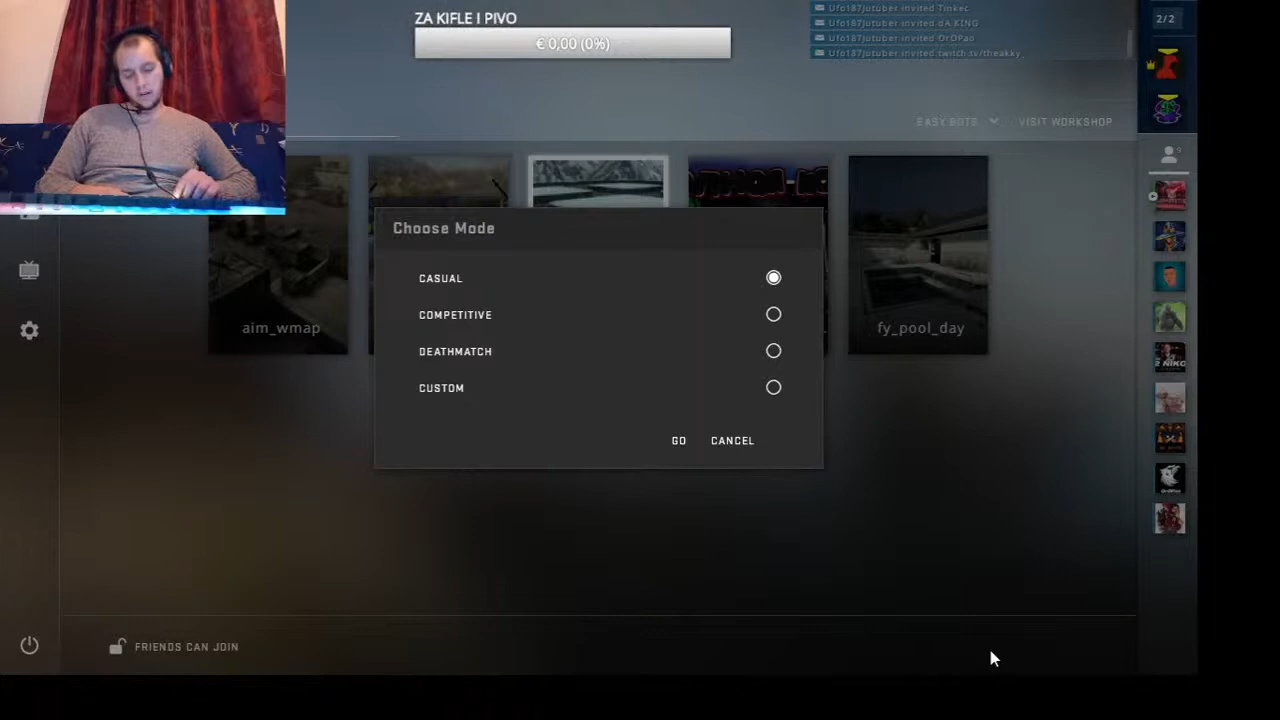 ZA KIFLE I PIVO
€ 0,00 (0%)
Ufo187Jutuber invited Tinkec
Ufo187Jutuber invited dA KING
Ufo187Jutuber invited OrOPao
Ufo187Jutuber invited twitch.tv/theakky_
2/2
EASY BOTS
VISIT WORKSHOP
9
Choose Mode
CASUAL
COMPETITIVE
DEATHMATCH
CUSTOM
GO CANCEL
aim_wmap
fy_pool_day
FRIENDS CAN JOIN